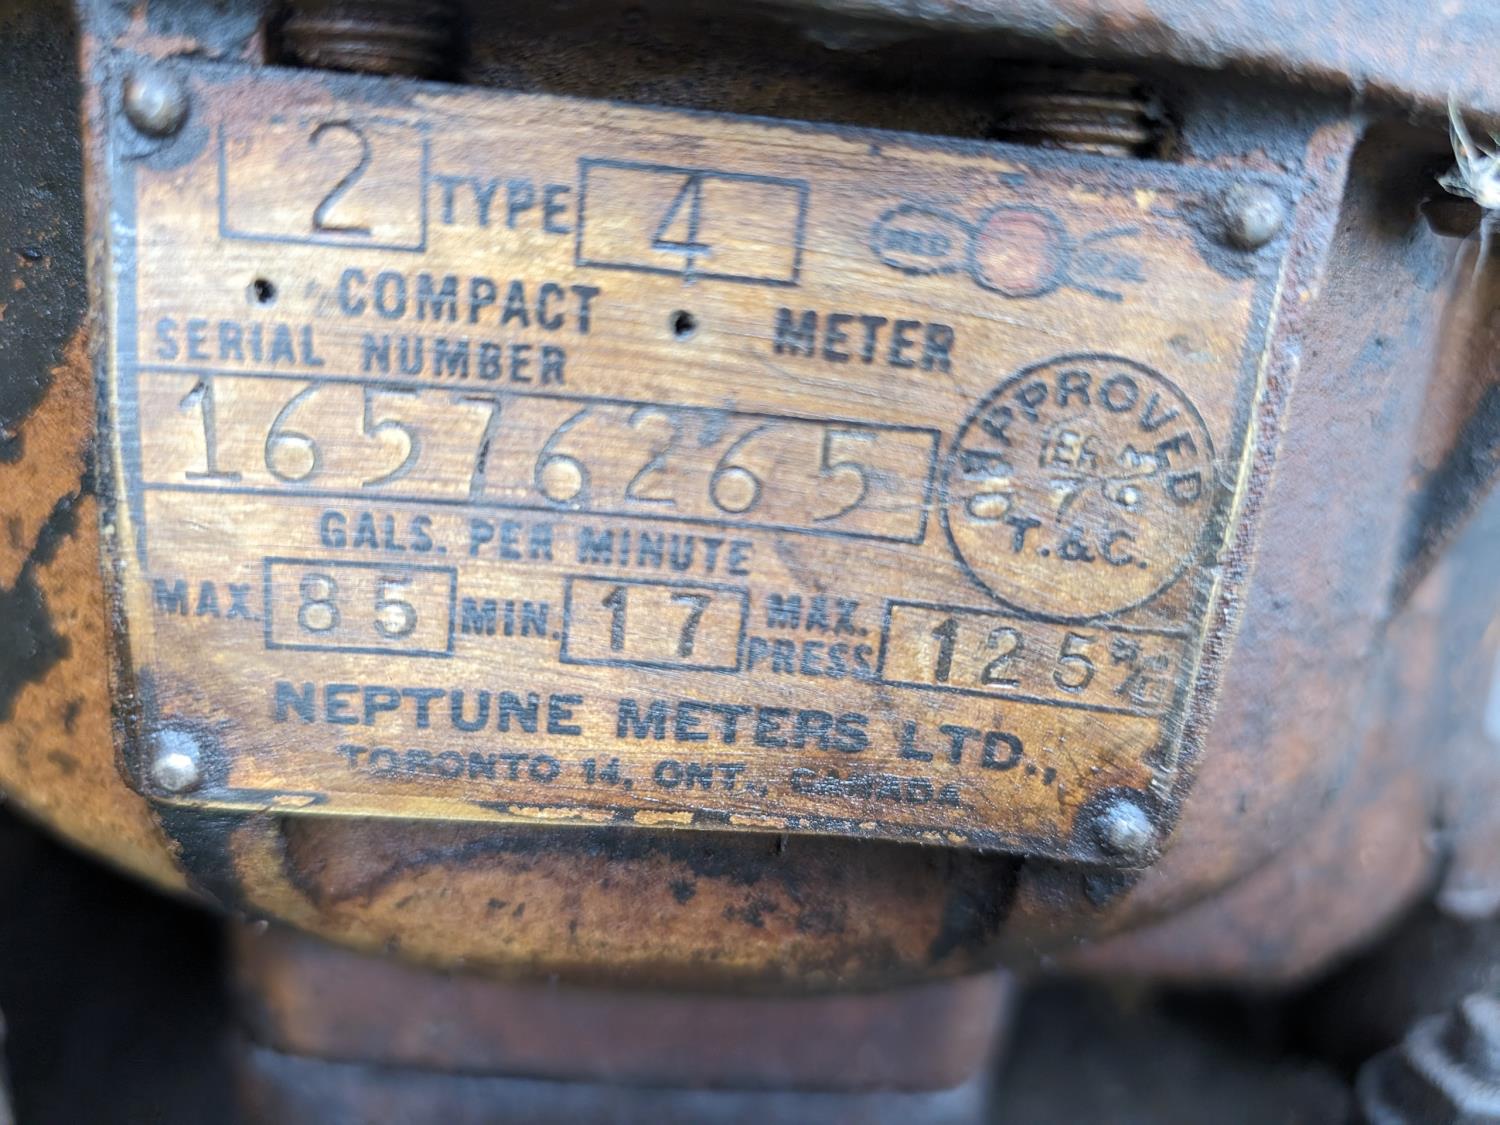 2 TYPE 4 RED
COMPACT METER
SERIAL NUMBER
16576265
APPROVED
T. & C.
GALS. PER MINUTE
MAX. 85 MIN. 17 MAX. PRESS. 125
NEPTUNE METERS LTD.,
TORONTO 14, ONT., CANADA